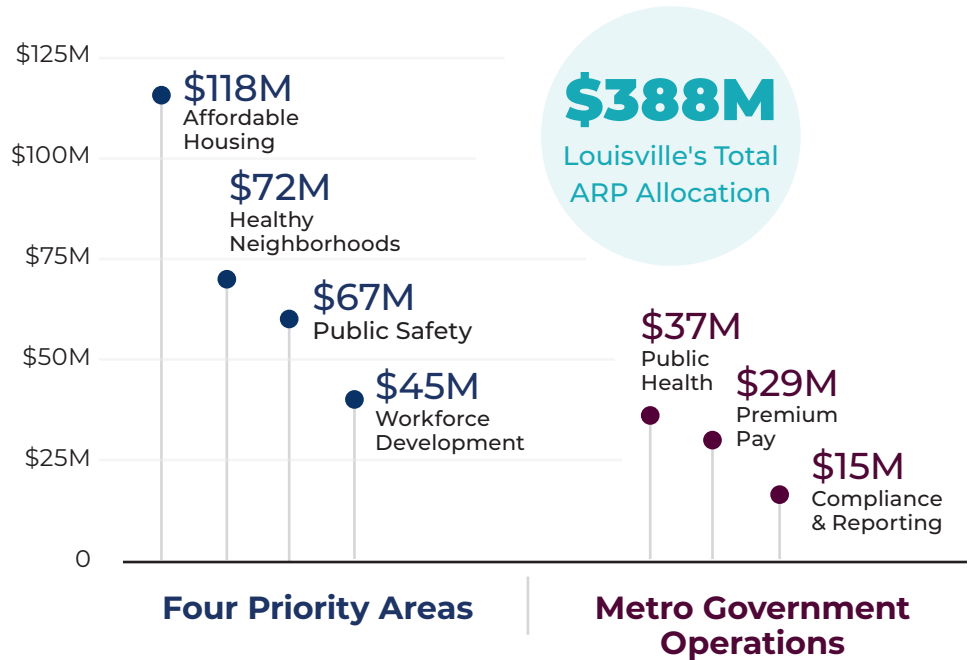 $125M
$100M
$75M
$50M
$25M
0
$118M
Affordable
Housing
$72M
Healthy
Neighborhoods
$67M
Public Safety
$45M
Workforce
Development
$388M
Louisville's Total
ARP Allocation
$37M
Public
Health
$29M
Premium
Pay
$15M
Compliance
& Reporting
Four Priority Areas
Metro Government
Operations